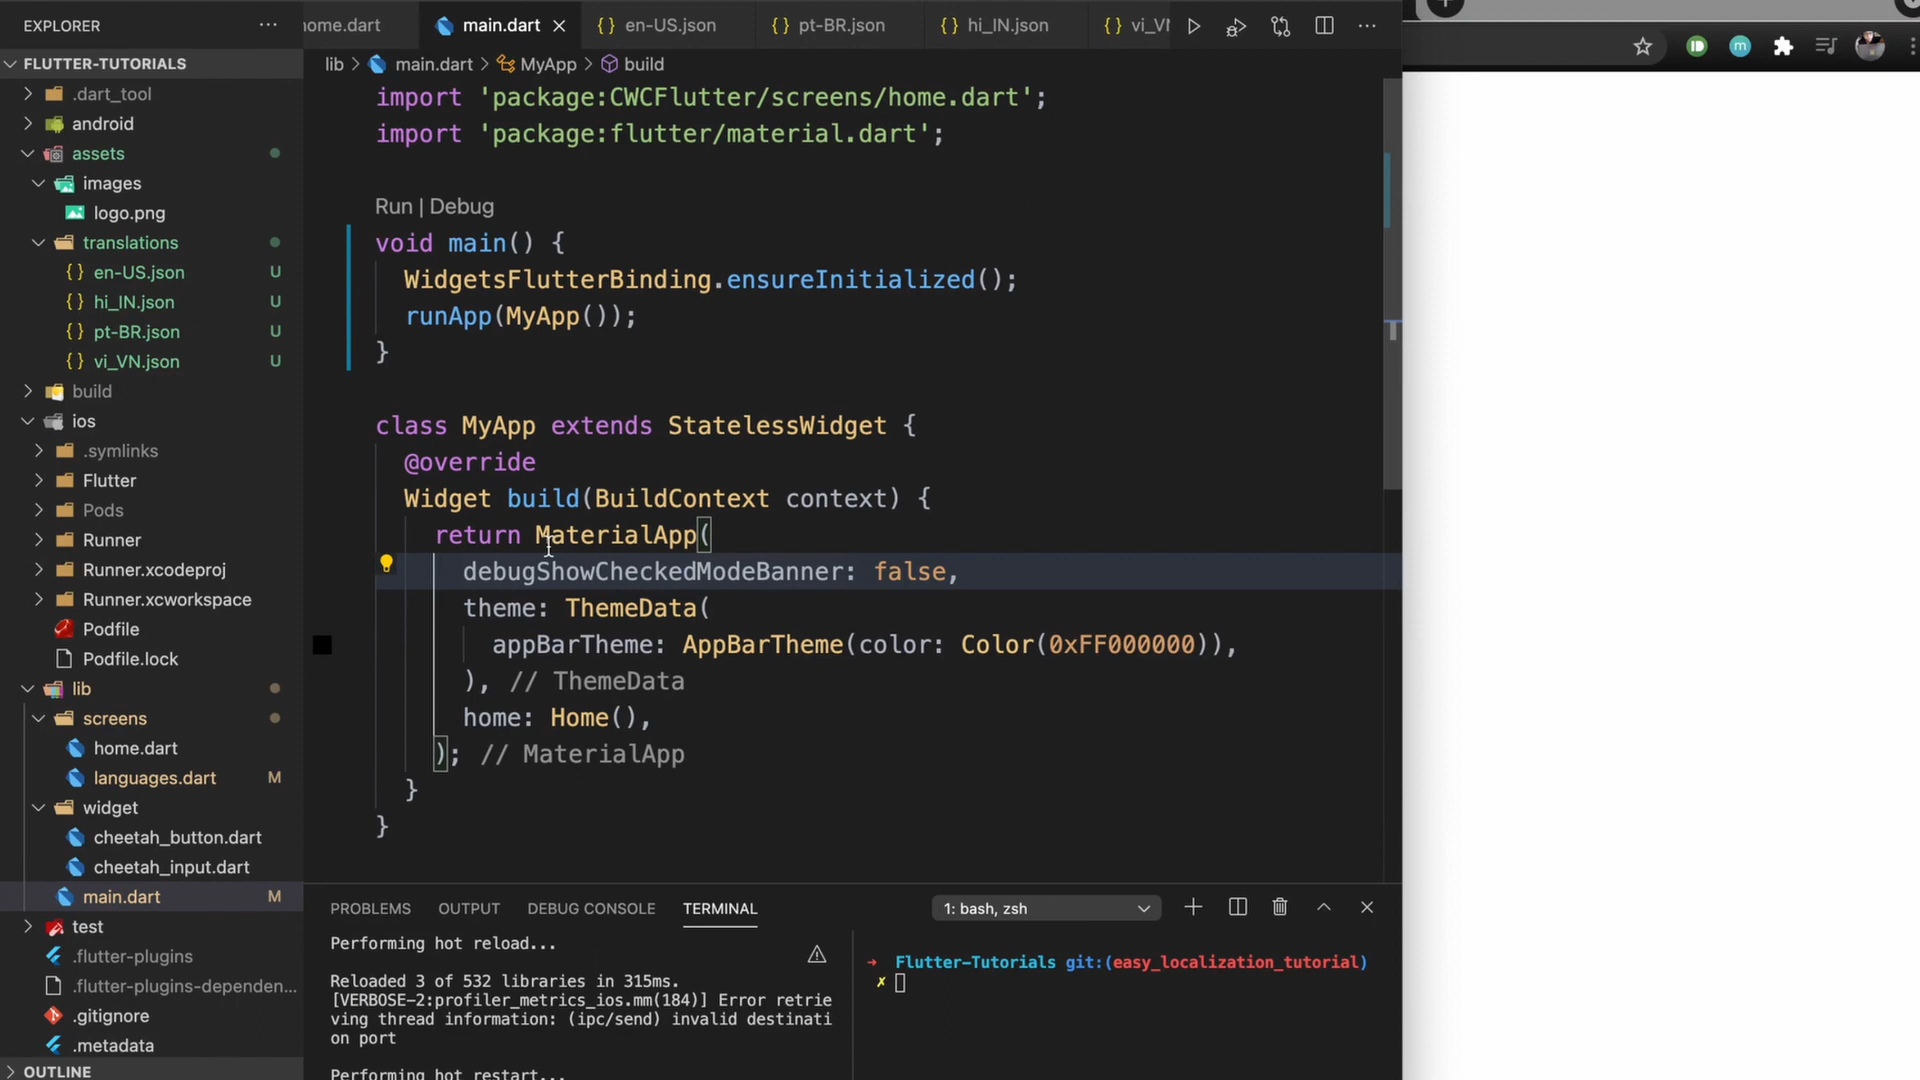 EXPLORER
FLUTTER-TUTORIALS
.dart_tool
android
assets
images
logo.png
translations
en-US.json U
hi_IN.json U
pt-BR.json U
vi_VN.json U
build
ios
.symlinks
Flutter
Pods
Runner
Runner.xcodeproj
Runner.xcworkspace
Podfile
Podfile.lock
lib
screens
home.dart
languages.dart M
widget
cheetah_button.dart
cheetah_input.dart
main.dart M
test
.flutter-plugins
.flutter-plugins-dependen...
.gitignore
.metadata
OUTLINE
home.dart main.dart {} en-US.json {} pt-BR.json {} hi_IN.json {} vi_VN
lib > main.dart > MyApp > build
import 'package:CWCFlutter/screens/home.dart';
import 'package:flutter/material.dart';
Run | Debug
void main() {
WidgetsFlutterBinding.ensureInitialized();
runApp(MyApp());
}
class MyApp extends StatelessWidget {
@override
Widget build(BuildContext context) {
return MaterialApp(
debugShowCheckedModeBanner: false,
theme: ThemeData(
appBarTheme: AppBarTheme(color: Color(0xFF000000)),
), // ThemeData
home: Home(),
); // MaterialApp
}
}
PROBLEMS OUTPUT DEBUG CONSOLE TERMINAL 1: bash, zsh
Performing hot reload...
Reloaded 3 of 532 libraries in 315ms.
[VERBOSE-2:profiler_metrics_ios.mm(184)] Error retrie
ving thread information: (ipc/send) invalid destinati
on port
Performing hot restart...
→ Flutter-Tutorials git:(easy_localization_tutorial)
✗
m